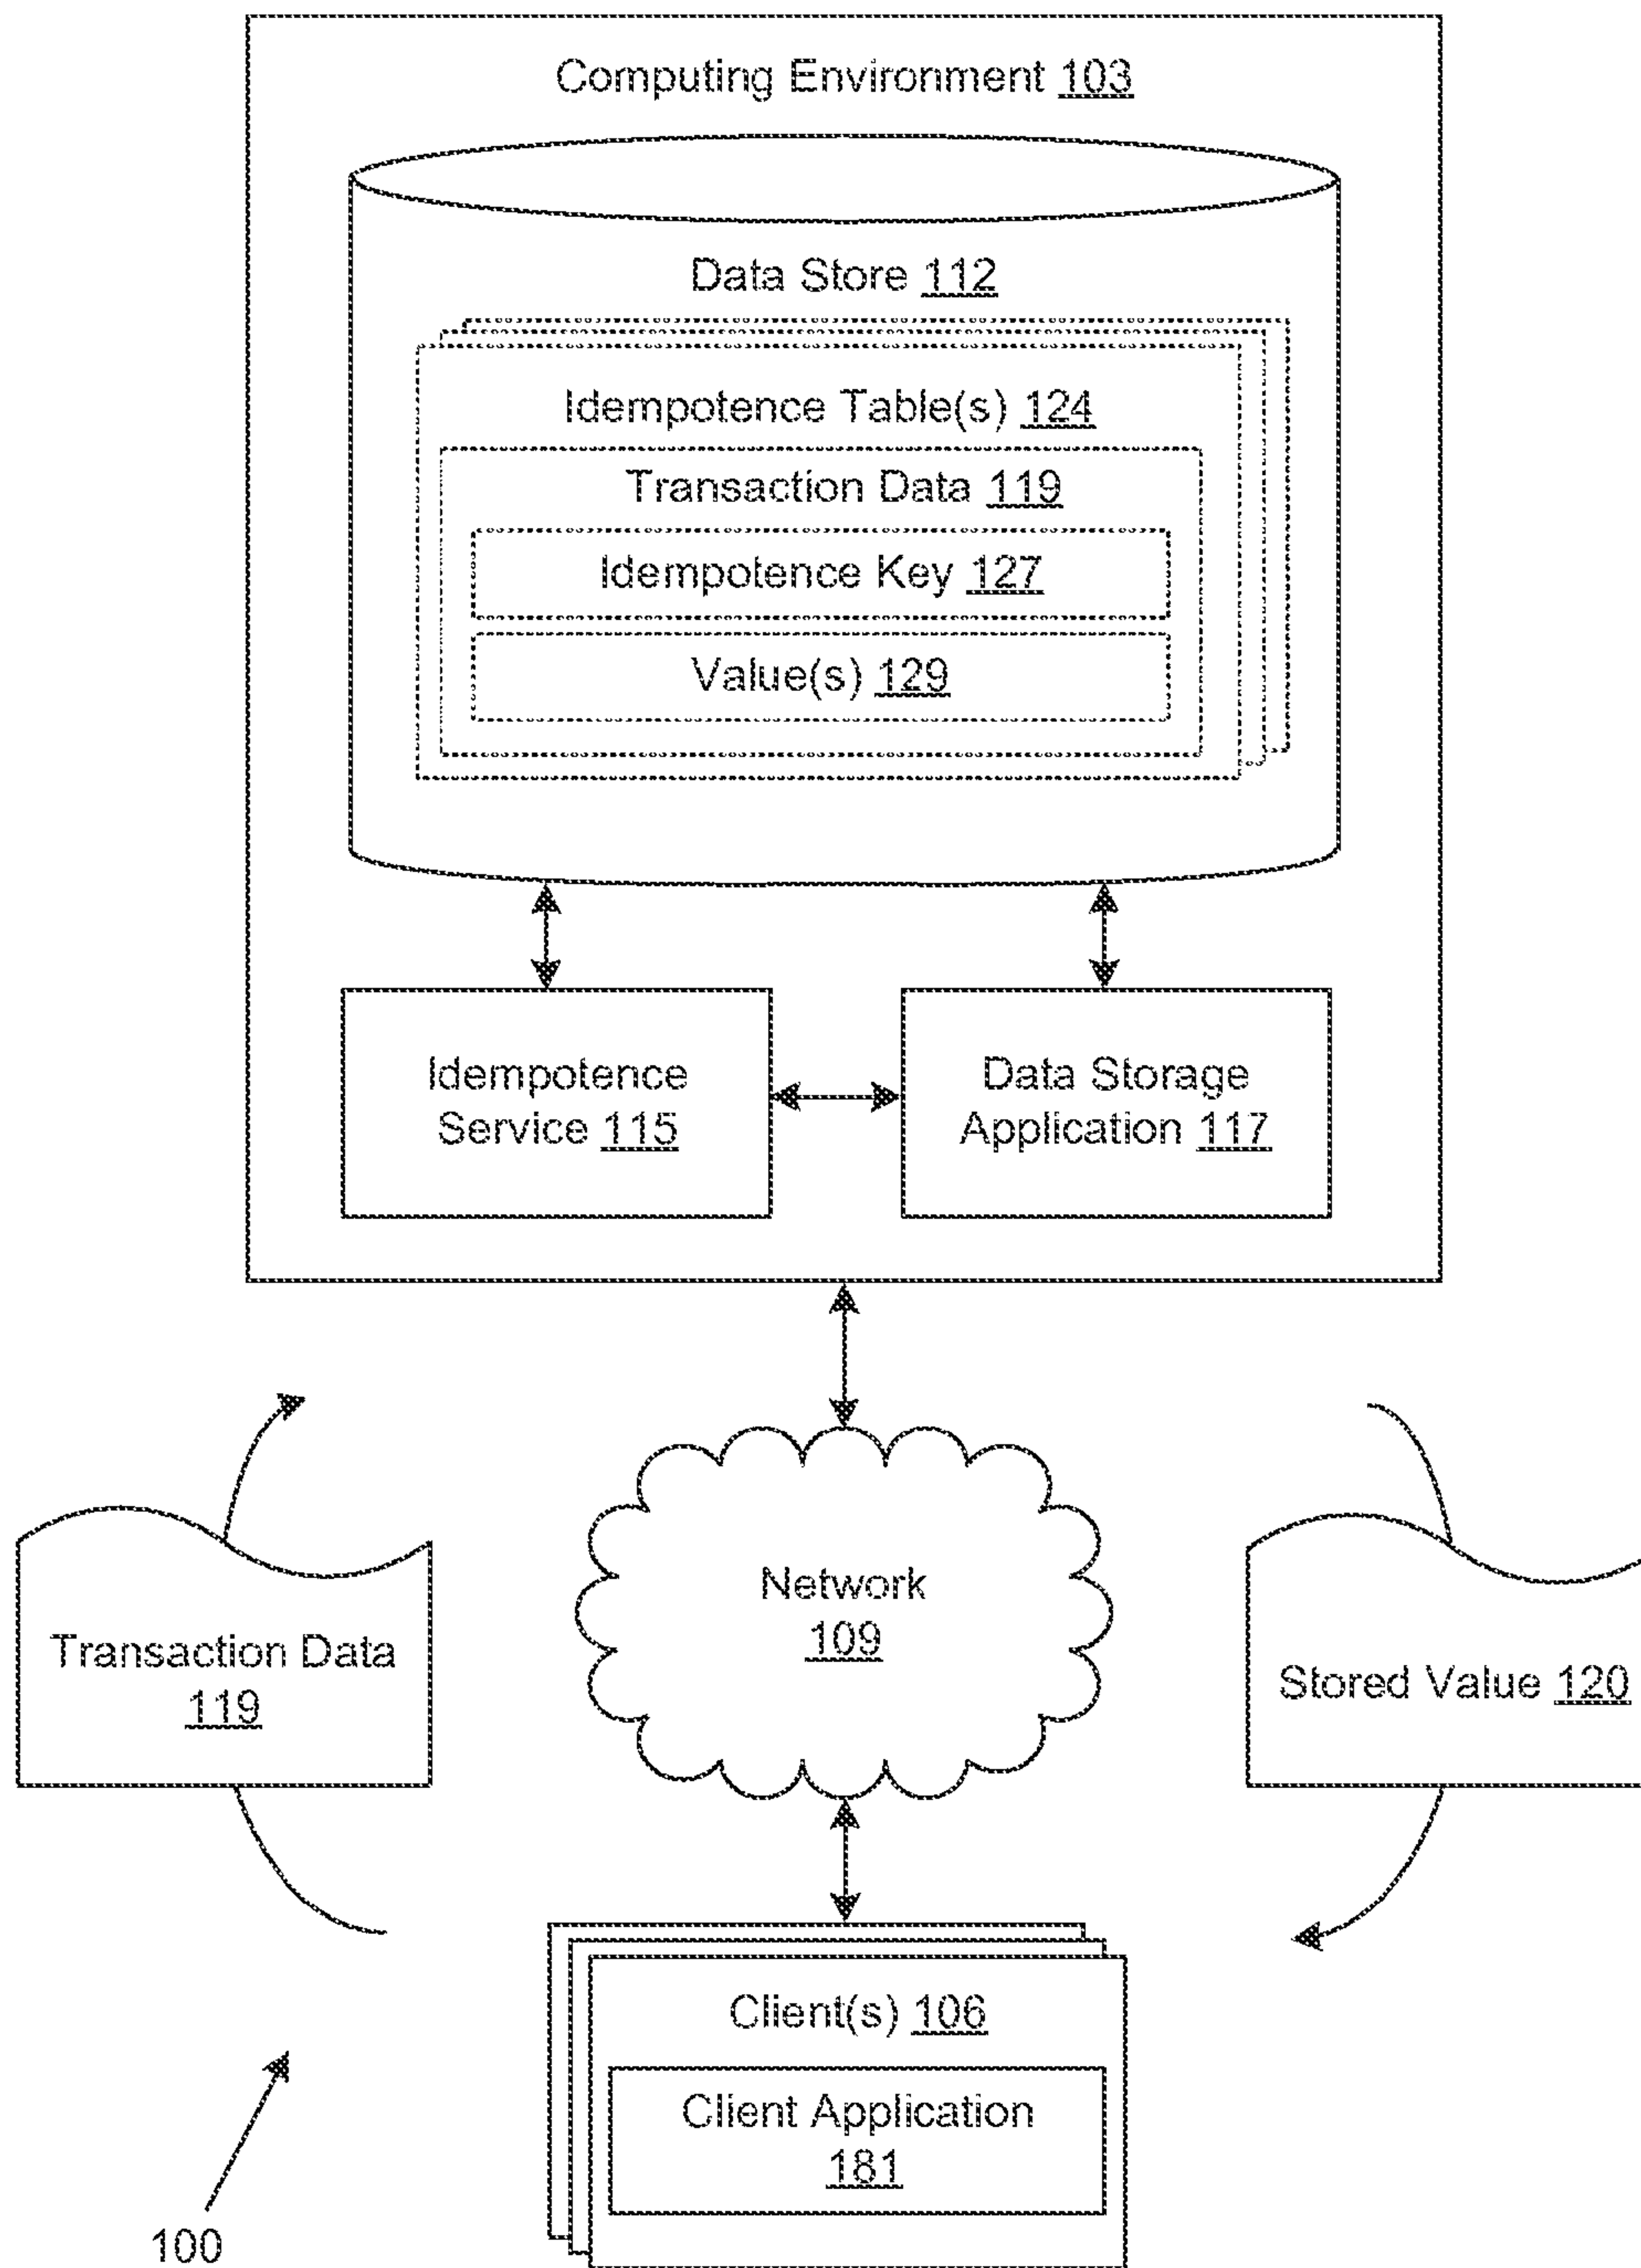 Computing Environment 103
Data Store 112
Idempotence Table(s) 124
Transaction Data 119
Idempotence Key 127
Value(s) 129
Idempotence
Service 115
Data Storage
Application 117
Network
109
Transaction Data
119
Stored Value 120
Client(s) 106
Client Application
181
100